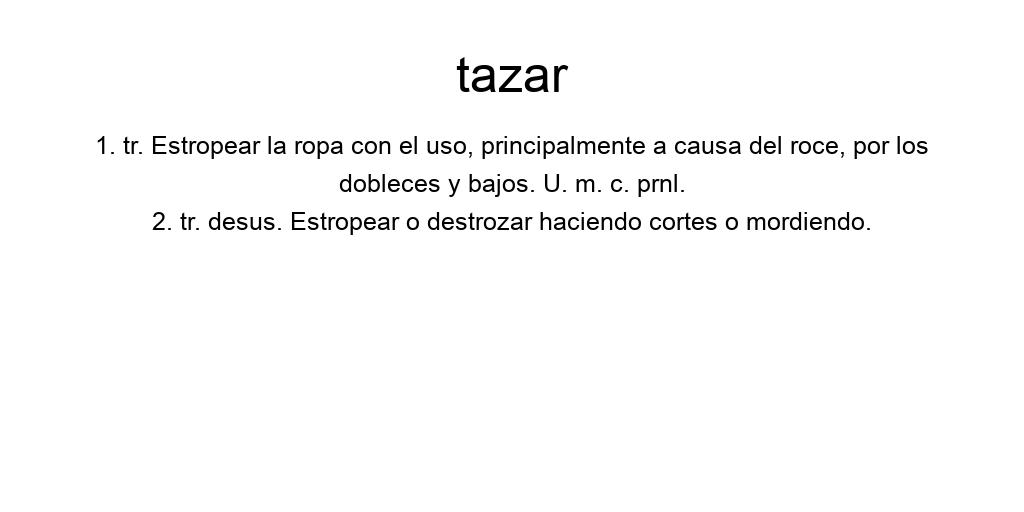 tazar
1. tr. Estropear la ropa con el uso, principalmente a causa del roce, por los
dobleces y bajos. U. m. c. prnl.
2. tr. desus. Estropear o destrozar haciendo cortes o mordiendo.